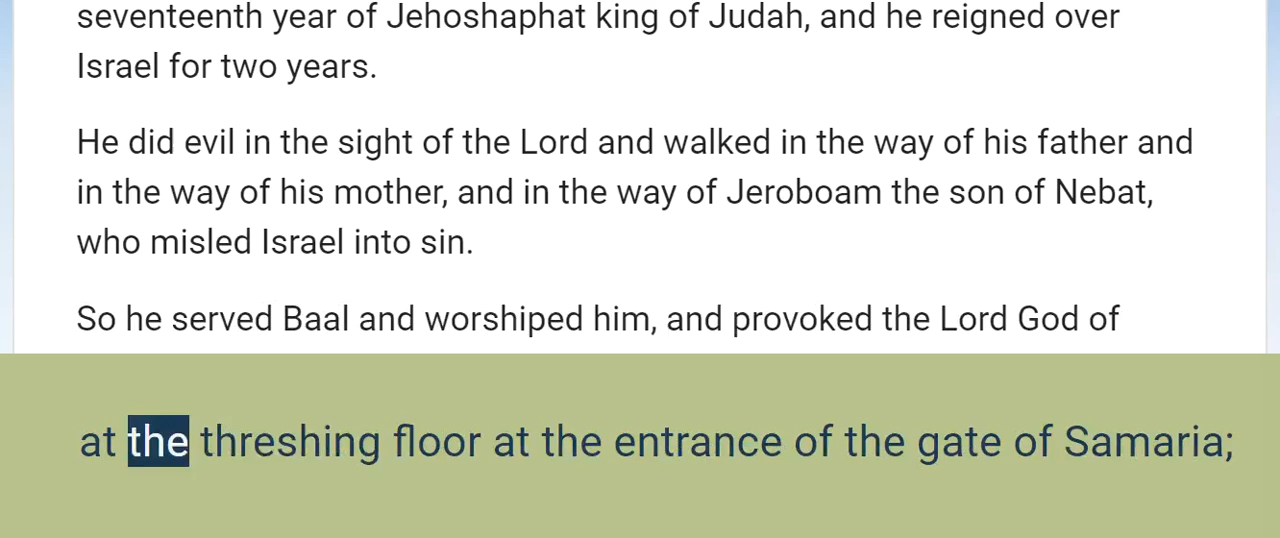 seventeenth year of Jehoshaphat king of Judah, and he reigned over
Israel for two years.
He did evil in the sight of the Lord and walked in the way of his father and
in the way of his mother, and in the way of Jeroboam the son of Nebat,
who misled Israel into sin.
So he served Baal and worshiped him, and provoked the Lord God of
at the threshing floor at the entrance of the gate of Samaria;